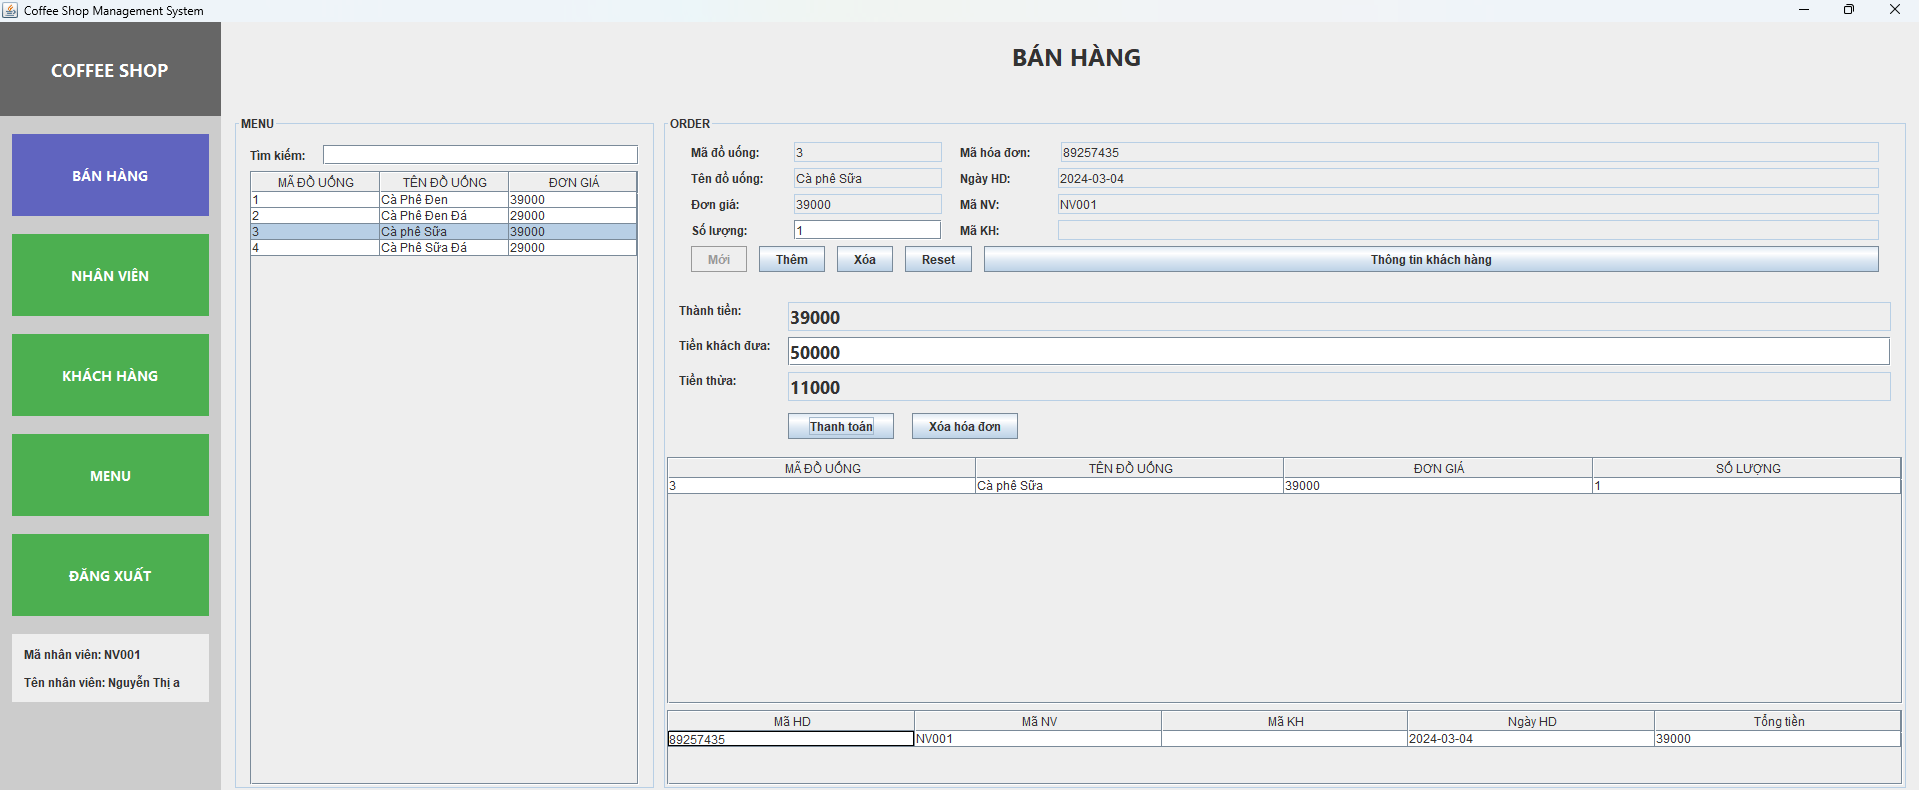 Coffee Shop Management System
COFFEE SHOP
BÁN HÀNG
NHÂN VIÊN
KHÁCH HÀNG
MENU
ĐĂNG XUẤT
Mã nhân viên: NV001
Tên nhân viên: Nguyễn Thị a
BÁN HÀNG
MENU
Tìm kiếm:
MÃ ĐỒ UỐNG TÊN ĐỒ UỐNG ĐƠN GIÁ
1 Cà Phê Đen 39000
2 Cà Phê Đen Đá 29000
3 Cà phê Sữa 39000
4 Cà Phê Sữa Đá 29000
ORDER
Mã đồ uống: 3 Mã hóa đơn: 89257435
Tên đồ uống: Cà phê Sữa Ngày HD: 2024-03-04
Đơn giá: 39000 Mã NV: NV001
Số lượng: 1 Mã KH:
Mới Thêm Xóa Reset Thông tin khách hàng
Thành tiền: 39000
Tiền khách đưa: 50000
Tiền thừa: 11000
Thanh toán Xóa hóa đơn
MÃ ĐỒ UỐNG TÊN ĐỒ UỐNG ĐƠN GIÁ SỐ LƯỢNG
3 Cà phê Sữa 39000 1
Mã HD Mã NV Mã KH Ngày HD Tổng tiền
89257435 NV001 2024-03-04 39000